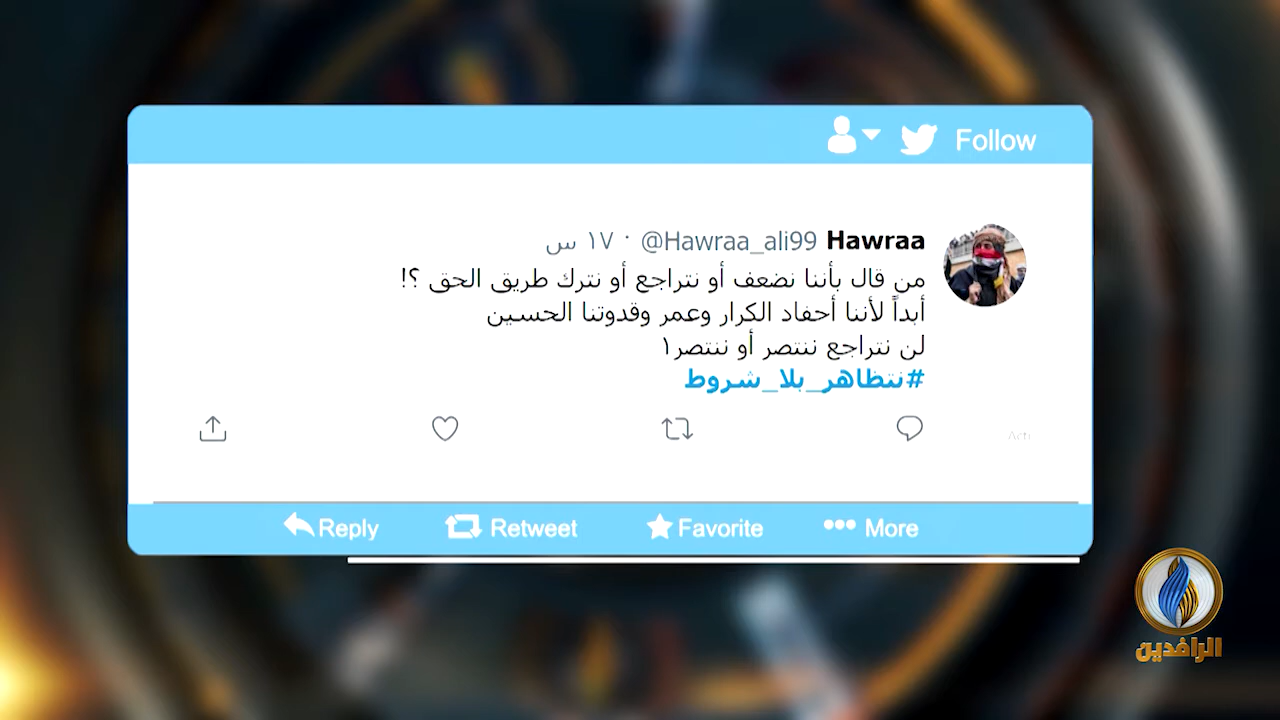 Follow
Hawraa @Hawraa_ali99 · ١٧ س
من قال بأننا نضعف أو نتراجع أو نترك طريق الحق ؟!
أبداً لأننا أحفاد الكرار وعمر وقدوتنا الحسين
لن نتراجع ننتصر أو ننتصر١
#نتظاهر_بلا_شروط
Acti
Reply Retweet Favorite More
الرافدين